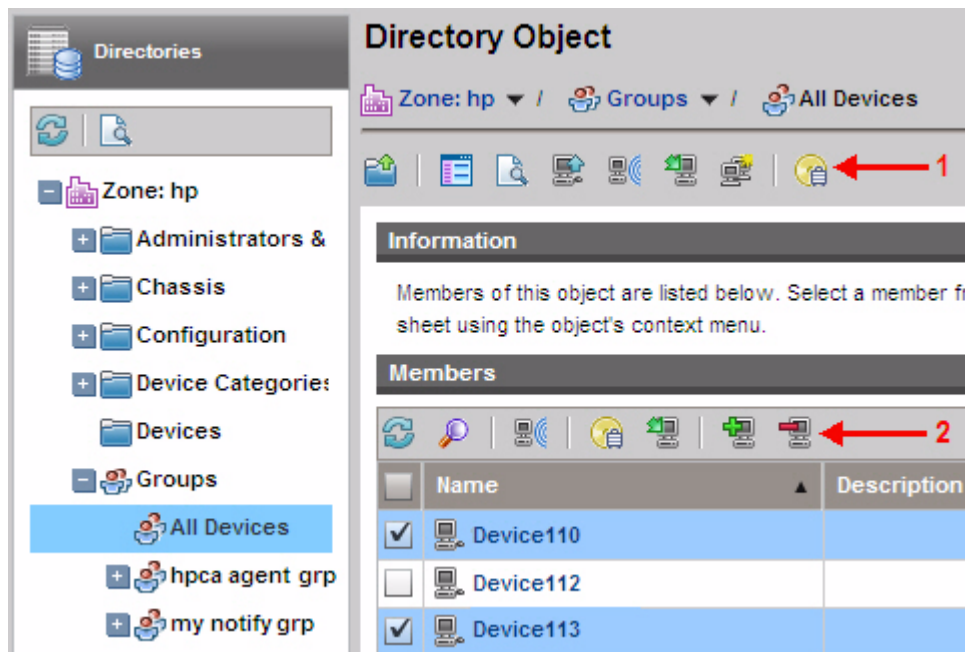 Directories
Zone: hp
Administrators &
Chassis
Configuration
Device Categories
Devices
Groups
All Devices
hpca agent grp
my notify grp
Directory Object
Zone: hp / Groups / All Devices
1
Information
Members of this object are listed below. Select a member fr
sheet using the object's context menu.
Members
2
Name Description
Device110
Device112
Device113